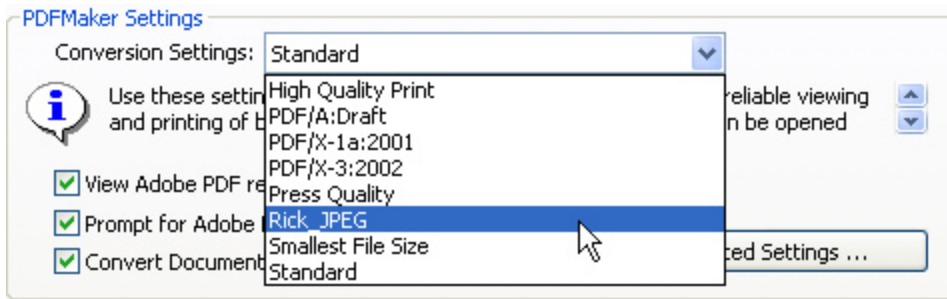 PDFMaker Settings
Conversion Settings: Standard
High Quality Print
Use these settin reliable viewing
PDF/A:Draft
and printing of b n be opened
PDF/X-1a:2001
PDF/X-3:2002
View Adobe PDF re
Press Quality
Prompt for Adobe
Rick_JPEG
Smallest File Size
Convert Document ced Settings ...
Standard